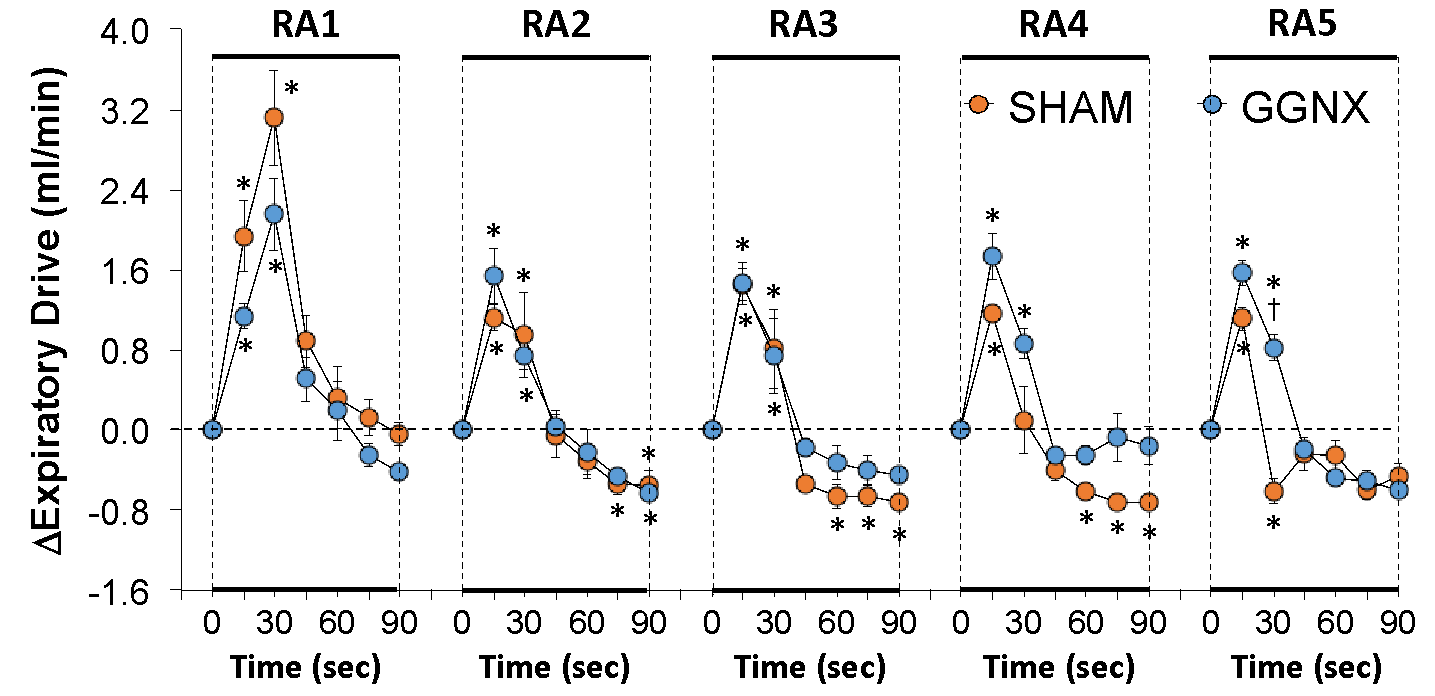 RA1 RA2 RA3 RA4 RA5
4.0
3.2
2.4
1.6
0.8
0.0
-0.8
-1.6
ΔExpiratory Drive (ml/min)
SHAM GGNX
* * * *
* * * *
* * * *
* * * *
* * * *
* † *
* * * *
* * * * * * * *
0 30 60 90 0 30 60 90 0 30 60 90 0 30 60 90 0 30 60 90
Time (sec) Time (sec) Time (sec) Time (sec) Time (sec)